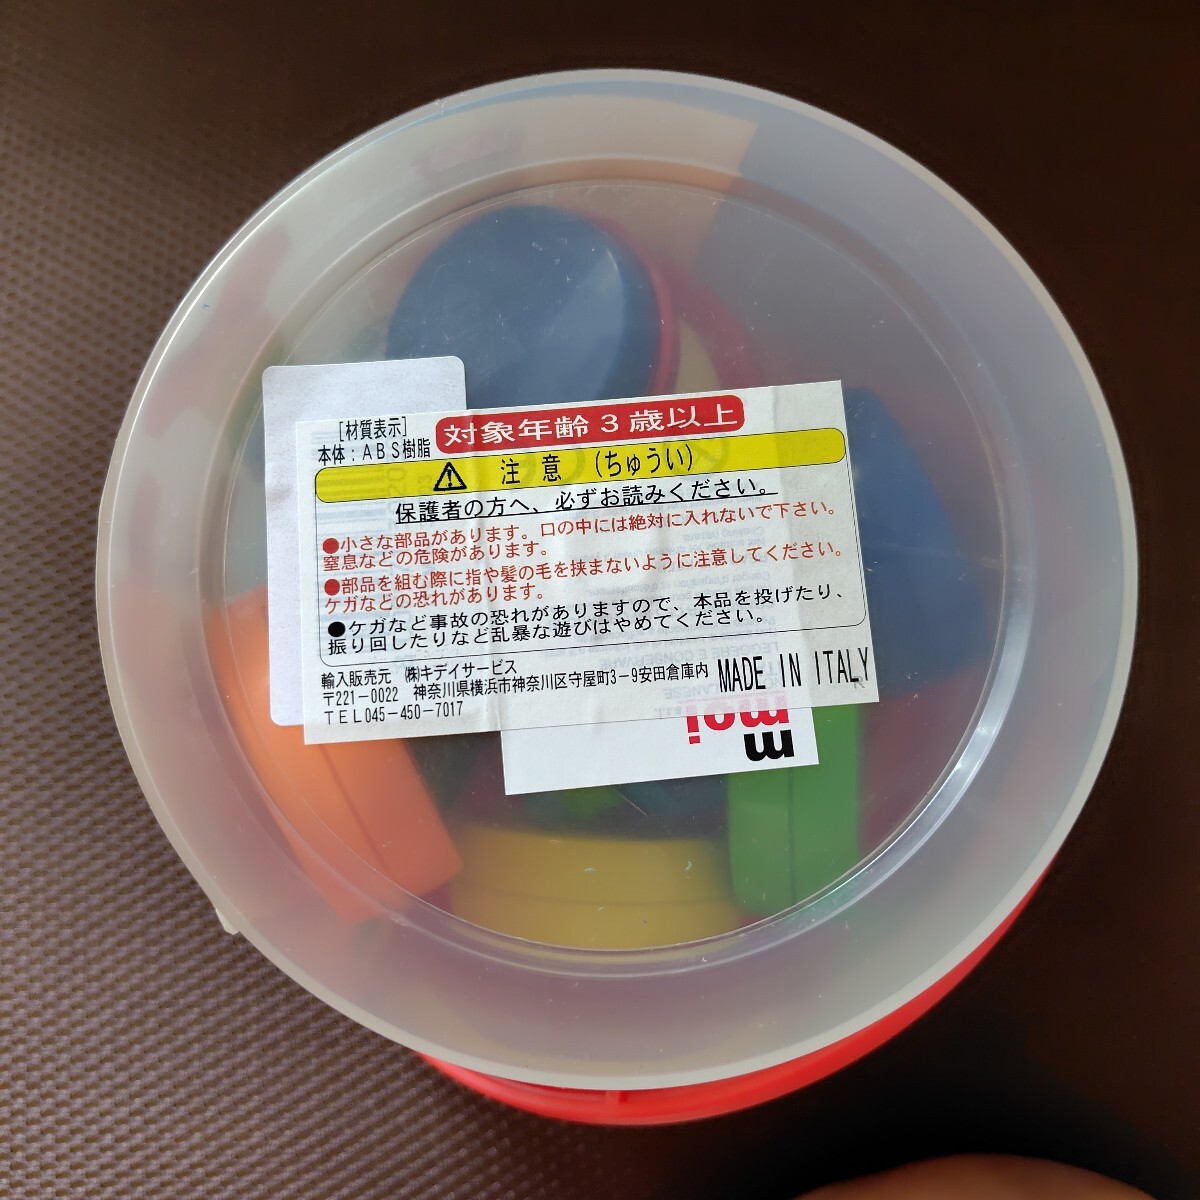 [材質表示]
本体：ABS樹脂
対象年齢3歳以上
注意（ちゅうい）
保護者の方へ、必ずお読みください。
●小さな部品があります。口の中には絶対に入れないで下さい。
窒息などの危険があります。
●部品を組む際に指や髪の毛を挟まないように注意してください。
ケガなどの恐れがあります。
●ケガなど事故の恐れがありますので、本品を投げたり、
振り回したりなど乱暴な遊びはやめてください。
輸入販売元 ㈱キデイサービス
〒221-0022 神奈川県横浜市神奈川区守屋町3-9安田倉庫内
TEL045-450-7017
MADE IN ITALY
moi
m